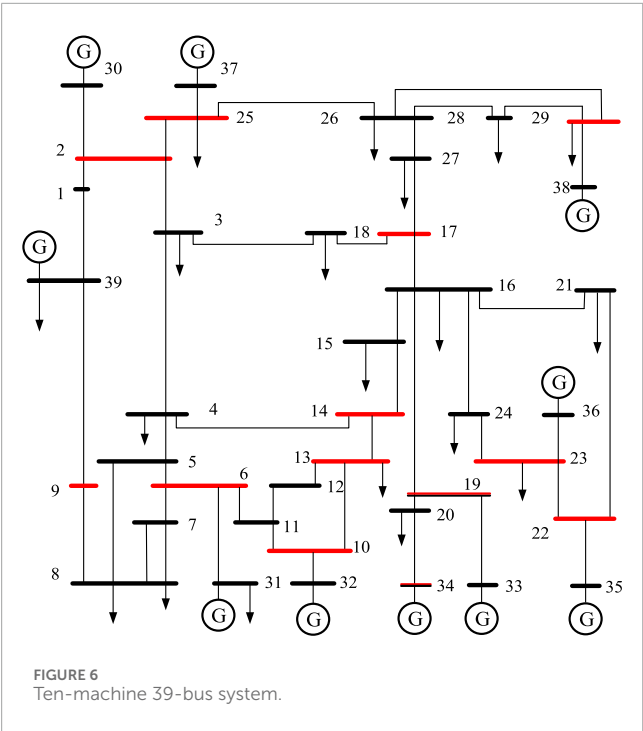 G G
30 37
25 26 28 29
2
27
1 38
G
3 18 17
G
39 16 21
15
G
4 14 24 36
5 13 23
9 6 12 19
7 11 20 22
10
8 31 32 34 33 35
G G G G G
FIGURE 6
Ten-machine 39-bus system.